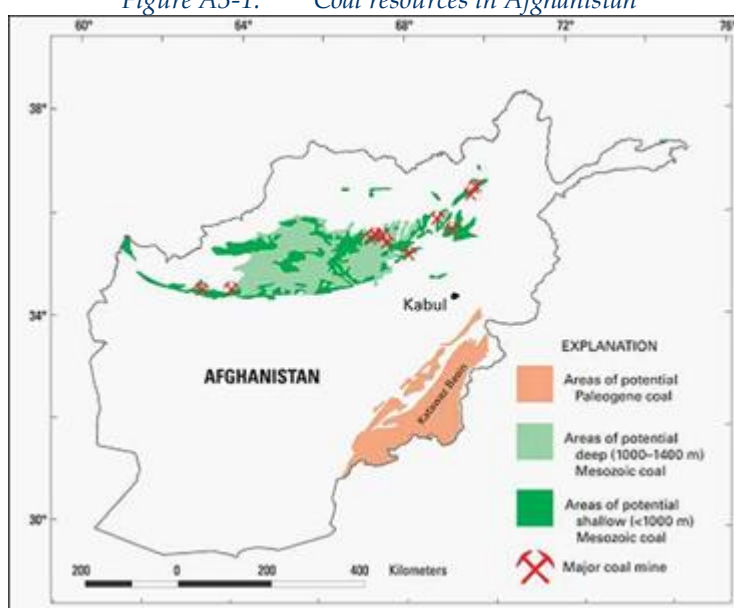 Figure A5-1. Coal resources in Afghanistan
60° 64° 68° 72° 76°
38°
34°
30°
Kabul
AFGHANISTAN
Katawaz Basin
EXPLANATION
Areas of potential
Paleogene coal
Areas of potential
deep (1000–1400 m)
Mesozoic coal
Areas of potential
shallow (<1000 m)
Mesozoic coal
Major coal mine
200 0 200 400 Kilometers